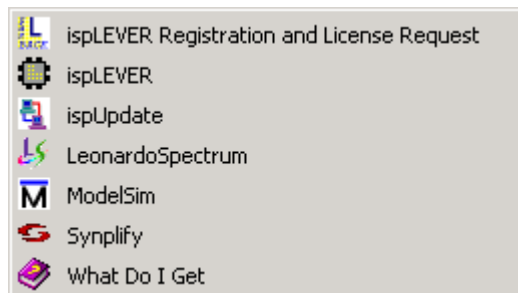 ispLEVER Registration and License Request
ispLEVER
ispUpdate
LeonardoSpectrum
ModelSim
Synplify
What Do I Get